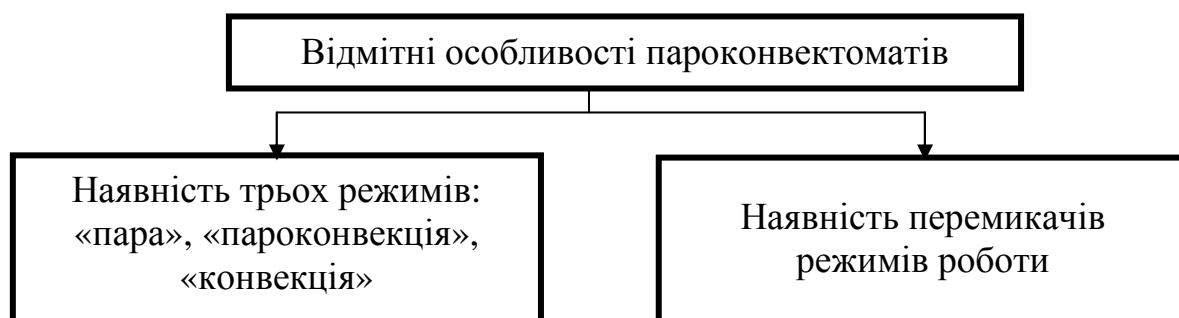 Відмітні особливості пароконвектоматів
Наявність трьох режимів:
«пара», «пароконвекція»,
«конвекція»
Наявність перемикачів
режимів роботи